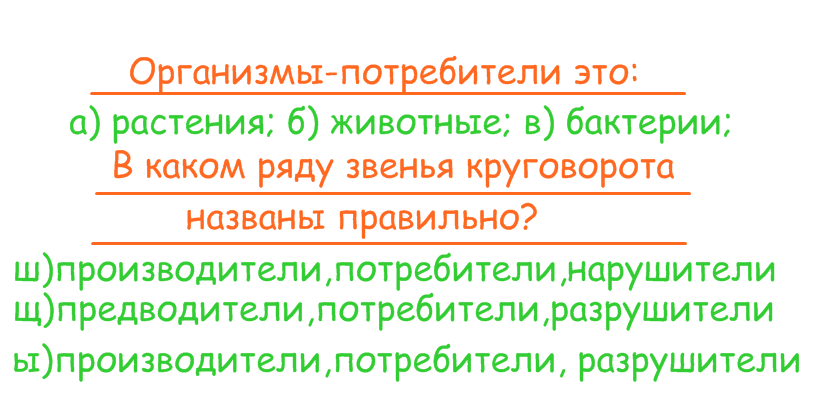 Организмы-потребители это:
а) растения; б) животные; в) бактерии;
В каком ряду звенья круговорота
названы правильно?
ш)производители,потребители,нарушители
щ)предводители,потребители,разрушители
ы)производители,потребители, разрушители